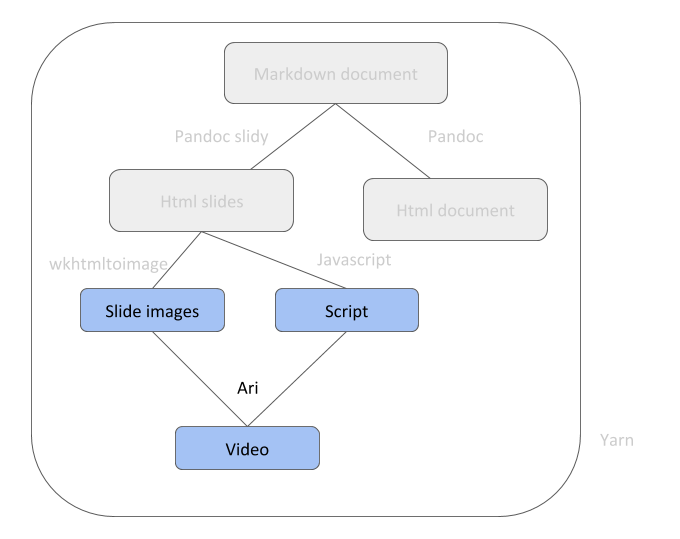 Markdown document
Pandoc slidy
Pandoc
Html slides
Html document
wkhtmltoimage
Javascript
Slide images
Script
Ari
Video
Yarn